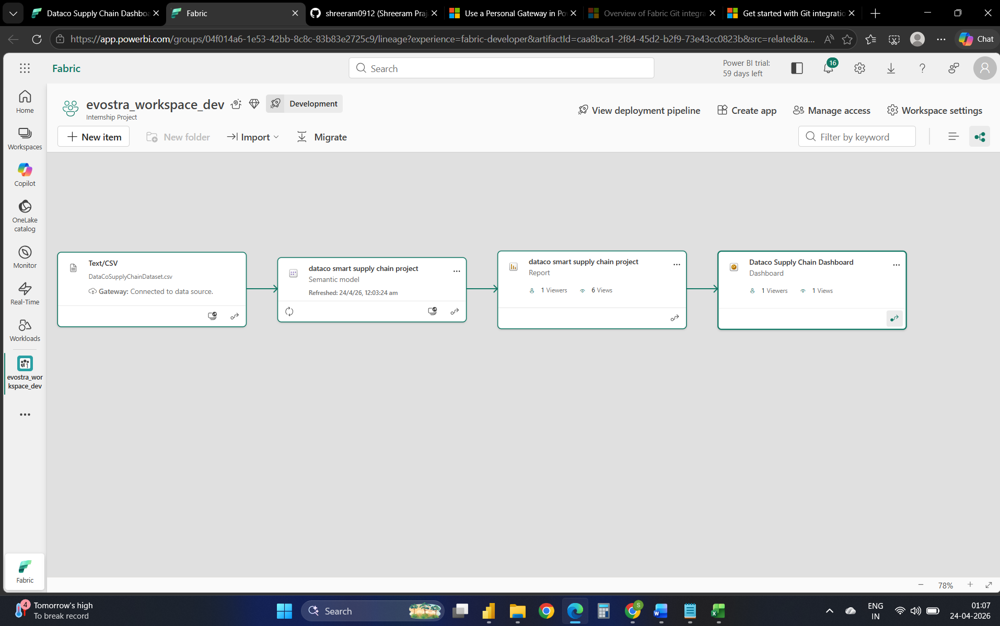 Dataco Supply Chain Dashboa
Fabric
shreeram0912 (Shreeram Praj
Use a Personal Gateway in Po
Overview of Fabric Git integra
Get started with Git integratio
https://app.powerbi.com/groups/04f014a6-1e53-42bb-8c8c-83b83e2725c9/lineage?experience=fabric-developer&artifactId=caa8bca1-2f84-45d2-b2f9-73e43cc0823b&src=related&a...
Chat
Fabric
Search
Power BI trial:
59 days left
16
Home
Workspaces
Copilot
OneLake
catalog
Monitor
Real-Time
Workloads
evostra_wor
kspace_dev
Fabric
evostra_workspace_dev
Development
Internship Project
View deployment pipeline
Create app
Manage access
Workspace settings
New item
New folder
Import
Migrate
Filter by keyword
Text/CSV
DataCoSupplyChainDataset.csv
Gateway: Connected to data source.
dataco smart supply chain project
Semantic model
Refreshed: 24/4/26, 12:03:24 am
dataco smart supply chain project
Report
1 Viewers
6 Views
Dataco Supply Chain Dashboard
Dashboard
1 Viewers
1 Views
78%
4
Tomorrow's high
To break record
Search
S
ENG
IN
01:07
24-04-2026